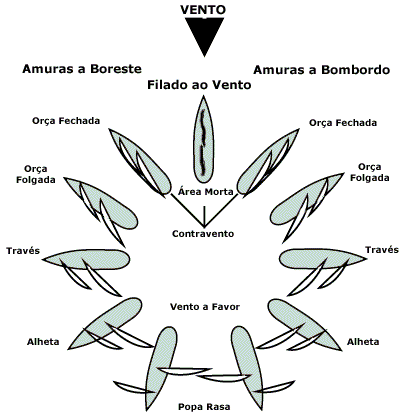 VENTO
Amuras a Boreste
Amuras a Bombordo
Filado ao Vento
Orça Fechada
Orça Fechada
Orça
Folgada
Orça
Folgada
Área Morta
Contravento
Través
Través
Vento a Favor
Alheta
Alheta
Popa Rasa